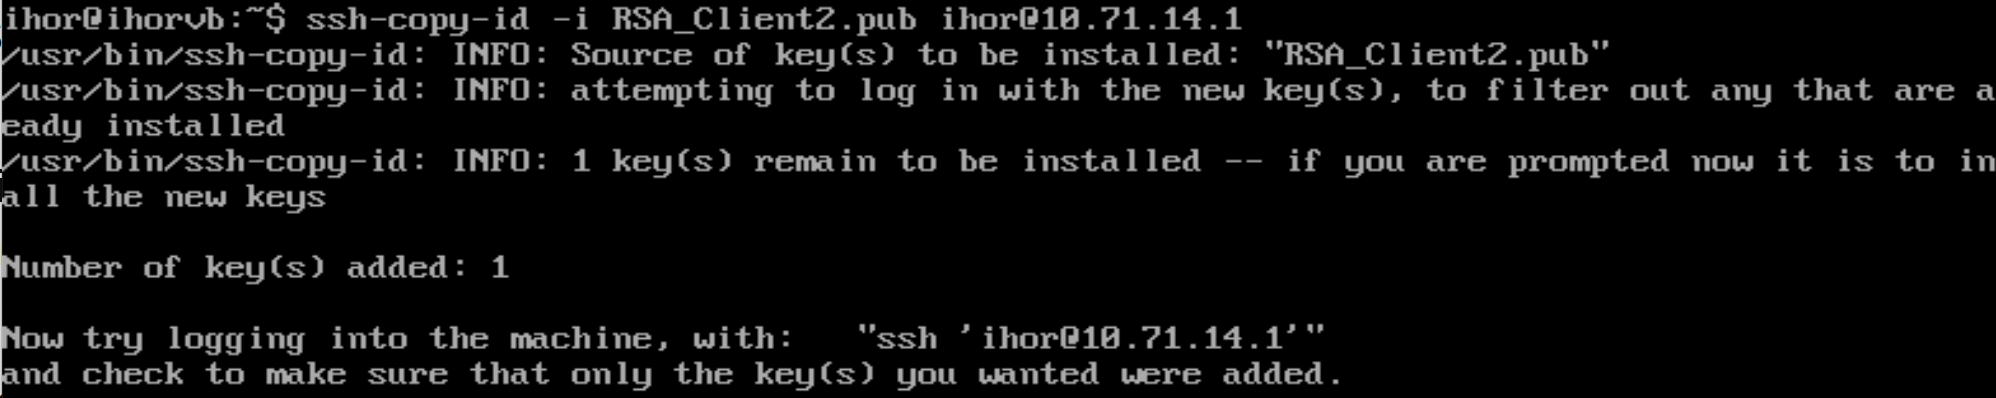 ihor@ihorvb:~$ ssh-copy-id -i RSA_Client2.pub ihor@10.71.14.1
/usr/bin/ssh-copy-id: INFO: Source of key(s) to be installed: "RSA_Client2.pub"
/usr/bin/ssh-copy-id: INFO: attempting to log in with the new key(s), to filter out any that are a
eady installed
/usr/bin/ssh-copy-id: INFO: 1 key(s) remain to be installed -- if you are prompted now it is to in
all the new keys
Number of key(s) added: 1
Now try logging into the machine, with:   "ssh 'ihor@10.71.14.1'"
and check to make sure that only the key(s) you wanted were added.